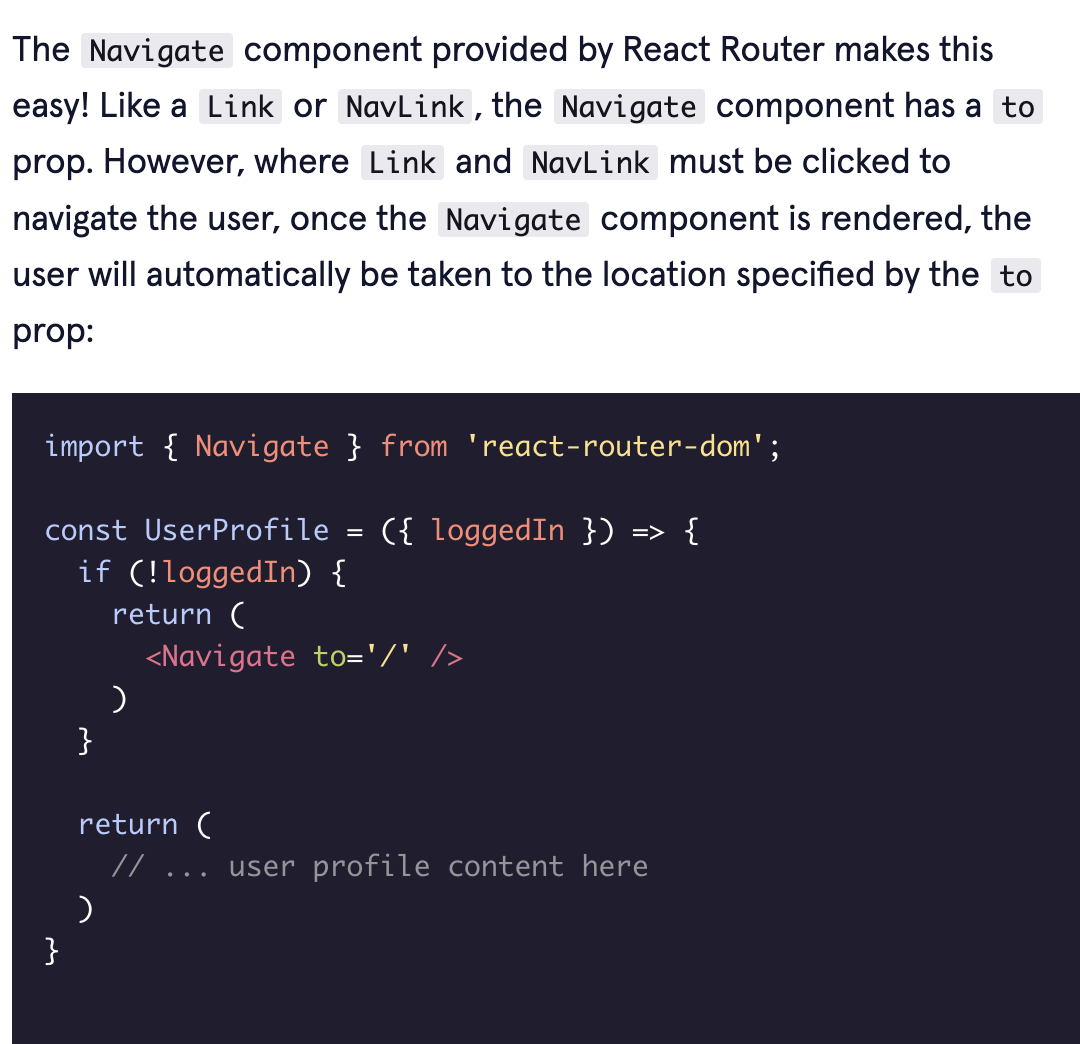 The Navigate component provided by React Router makes this
easy! Like a Link or NavLink, the Navigate component has a to
prop. However, where Link and NavLink must be clicked to
navigate the user, once the Navigate component is rendered, the
user will automatically be taken to the location specified by the to
prop:
import { Navigate } from 'react-router-dom';
const UserProfile = ({ loggedIn }) => {
  if (!loggedIn) {
    return (
      <Navigate to='/' />
    )
  }
  return (
    // ... user profile content here
  )
}